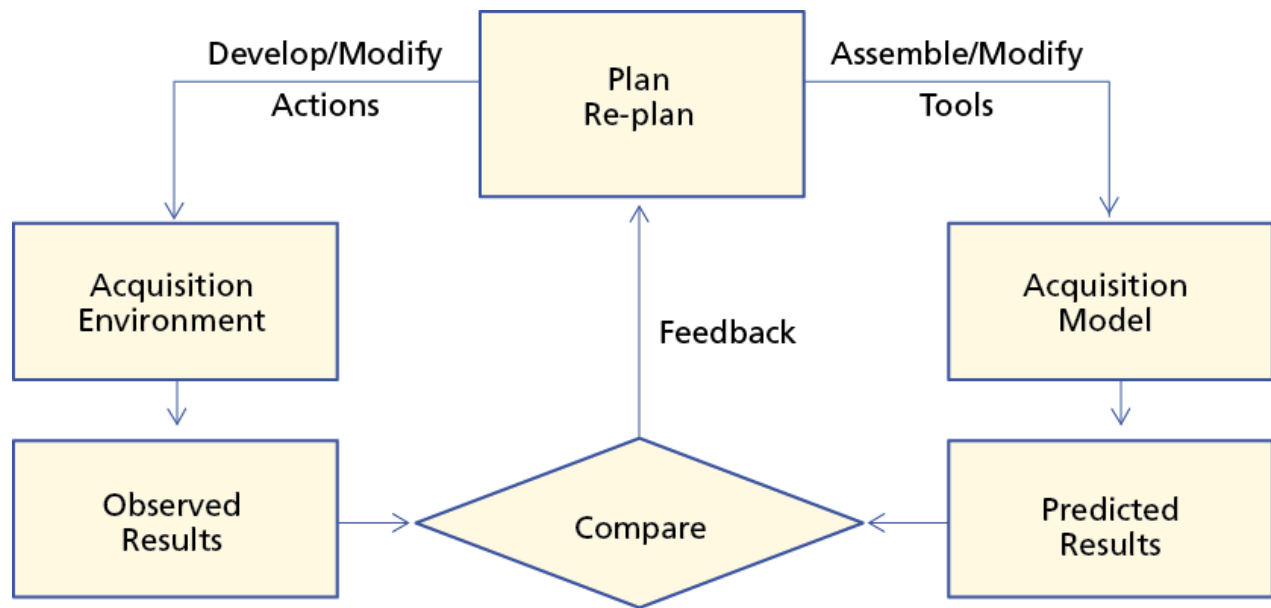 Develop/Modify
Actions
Plan
Re-plan
Assemble/Modify
Tools
Acquisition
Environment
Feedback
Acquisition
Model
Observed
Results
Compare
Predicted
Results